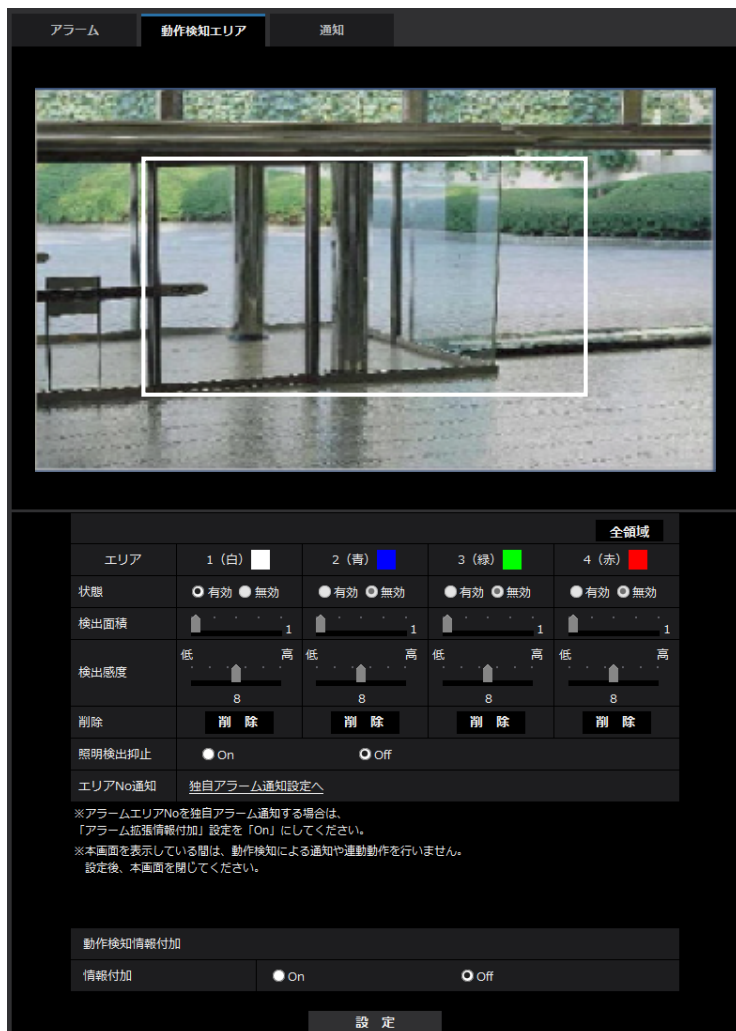 アラーム 動作検知エリア 通知
全領域
エリア 1（白） 2（青） 3（緑） 4（赤）
状態 有効 無効 有効 無効 有効 無効 有効 無効
検出面積 1 1 1 1
低 高 低 高 低 高 低 高
検出感度
8 8 8 8
削除 削 除 削 除 削 除 削 除
照明検出抑止 On Off
エリアNo通知 独自アラーム通知設定へ
※アラームエリアNoを独自アラーム通知する場合は、
「アラーム拡張情報付加」設定を「On」にしてください。
※本画面を表示している間は、動作検知による通知や連動動作を行いません。
設定後、本画面を閉じてください。
動作検知情報付加
情報付加 On Off
設 定